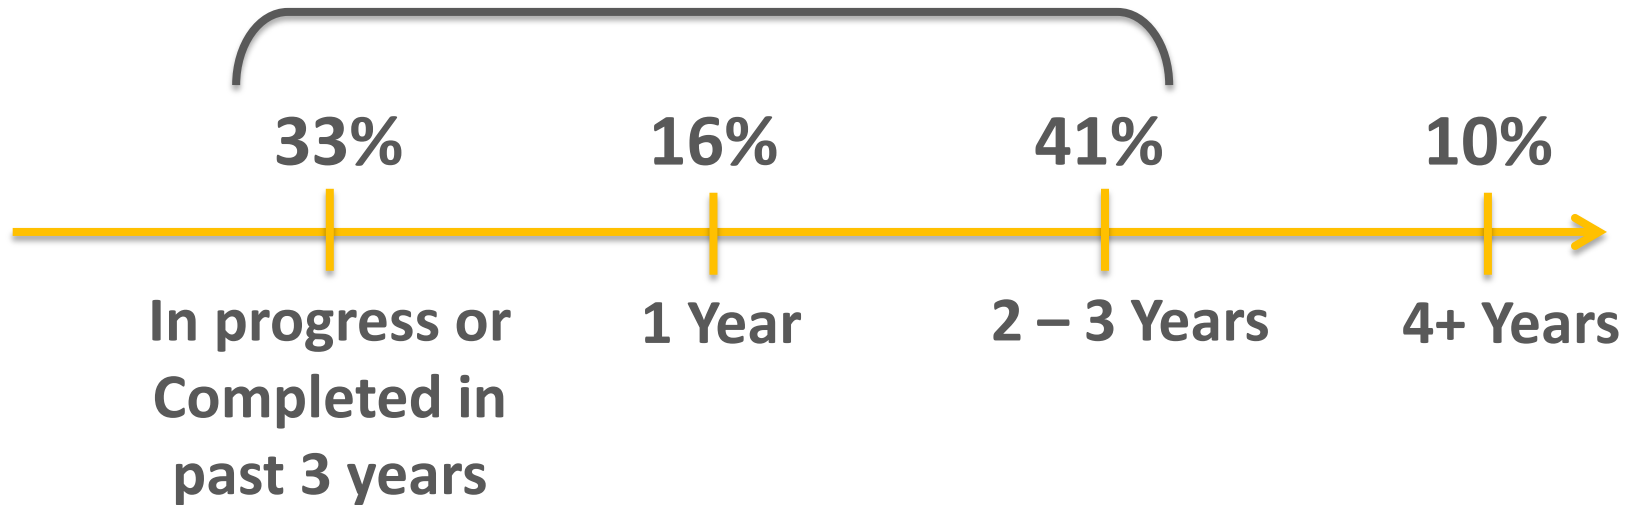 33% 16% 41% 10%
In progress or 1 Year 2 – 3 Years 4+ Years
Completed in
past 3 years